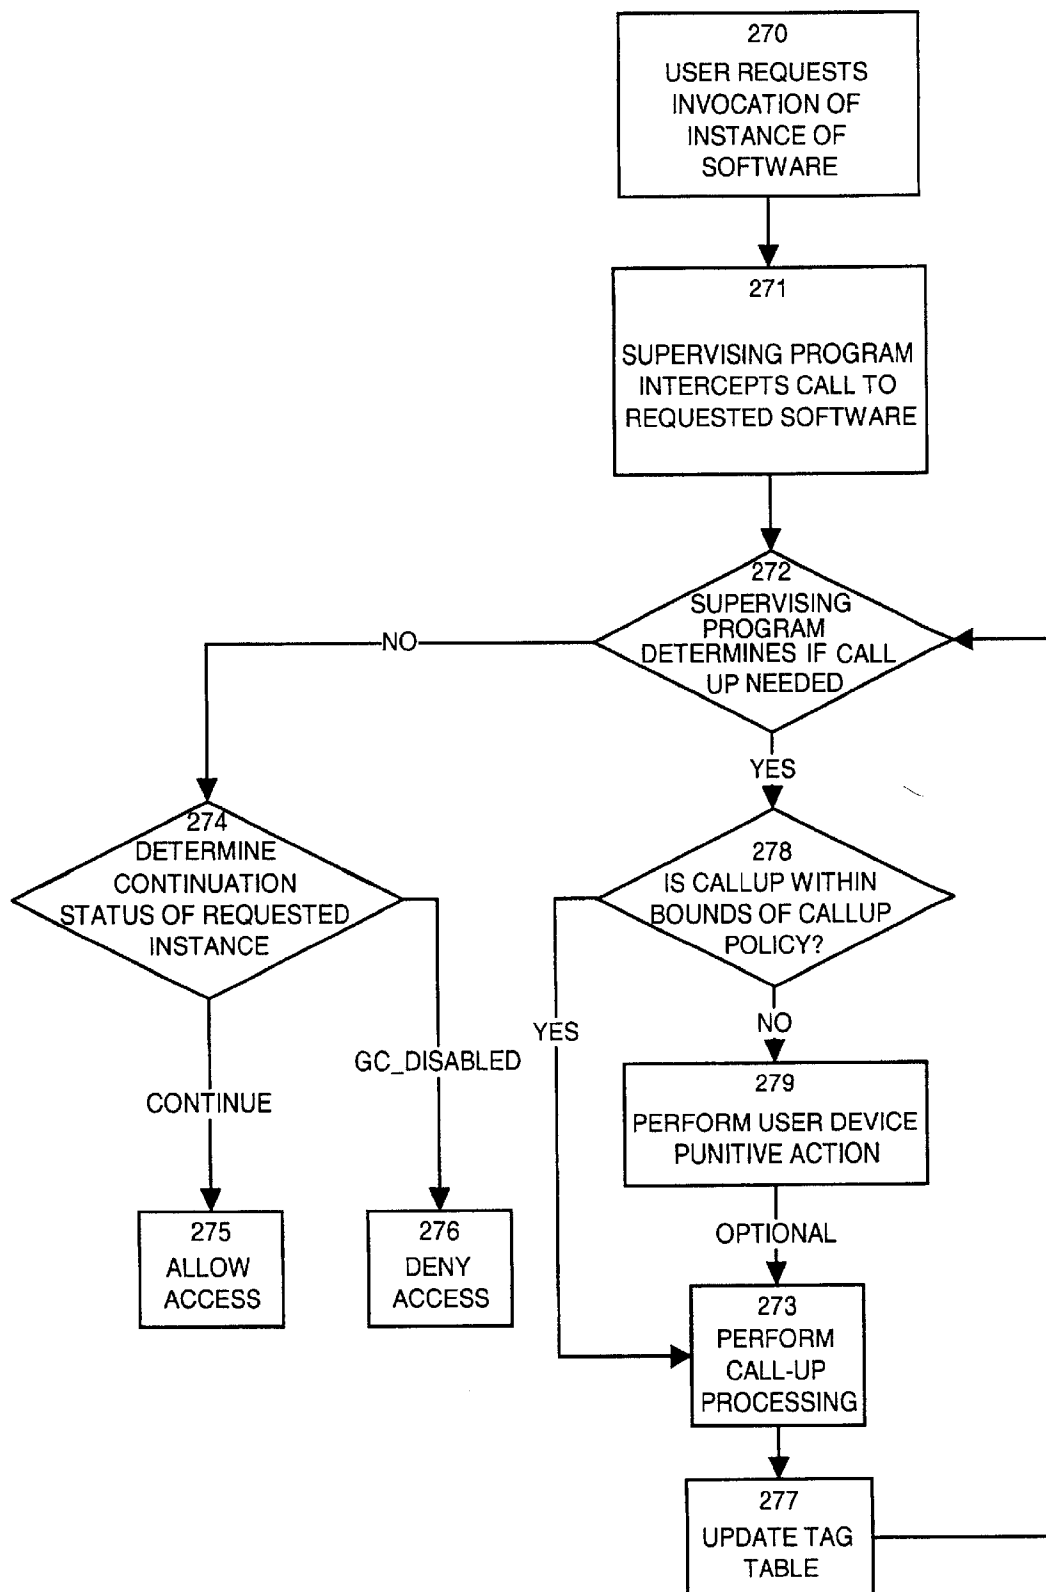 270
USER REQUESTS
INVOCATION OF
INSTANCE OF
SOFTWARE
271
SUPERVISING PROGRAM
INTERCEPTS CALL TO
REQUESTED SOFTWARE
272
SUPERVISING
PROGRAM
DETERMINES IF CALL
UP NEEDED
NO
YES
274
DETERMINE
CONTINUATION
STATUS OF REQUESTED
INSTANCE
278
IS CALLUP WITHIN
BOUNDS OF CALLUP
POLICY?
YES
NO
GC_DISABLED
CONTINUE
279
PERFORM USER DEVICE
PUNITIVE ACTION
OPTIONAL
275
ALLOW
ACCESS
276
DENY
ACCESS
273
PERFORM
CALL-UP
PROCESSING
277
UPDATE TAG
TABLE